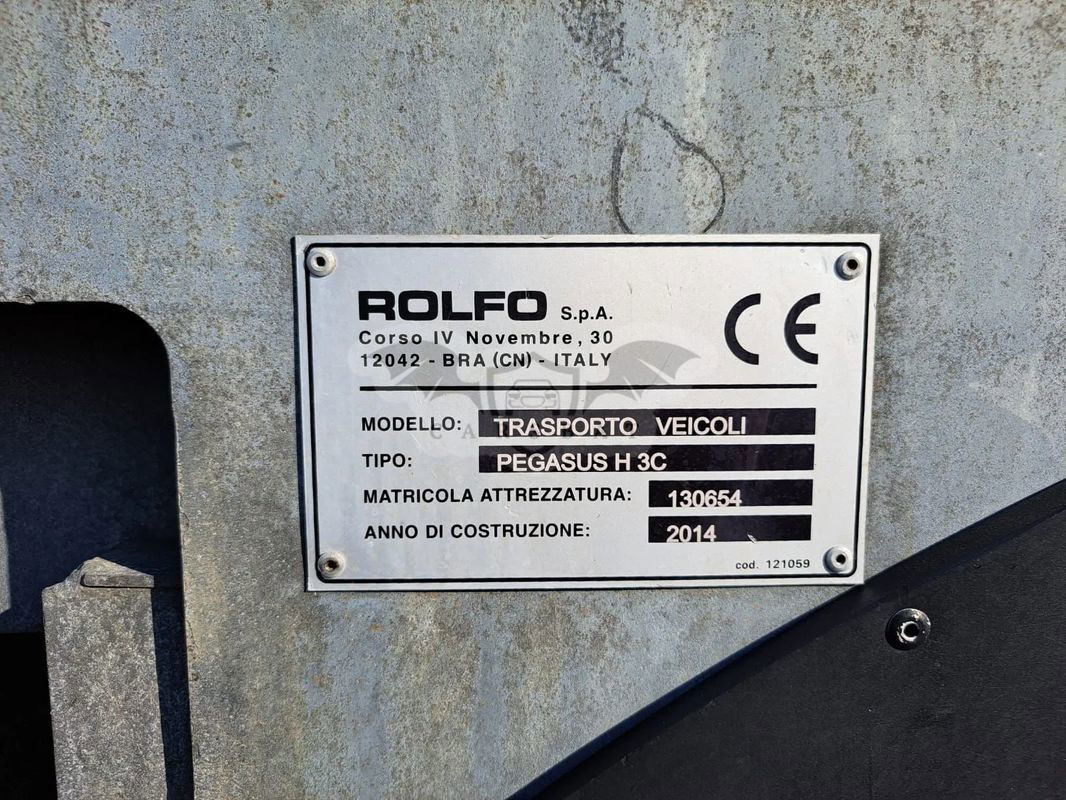 ROLFO S.p.A.
Corso IV Novembre, 30
12042 - BRA (CN) - ITALY
CE
MODELLO: TRASPORTO VEICOLI
TIPO: PEGASUS H 3C
MATRICOLA ATTREZZATURA: 130654
ANNO DI COSTRUZIONE: 2014
cod. 121059